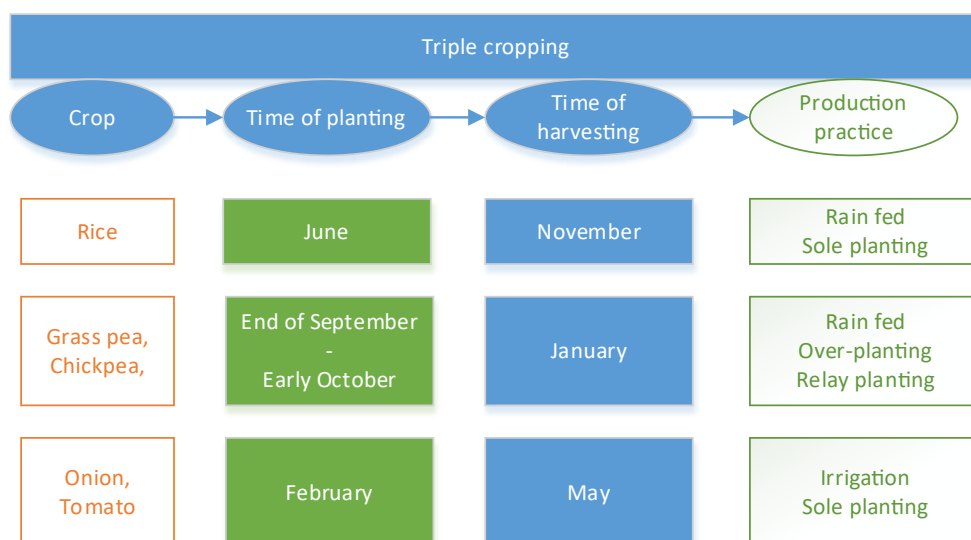 Triple cropping
Crop
Time of planting
Time of
harvesting
Production
practice
Rice
June
November
Rain fed
Sole planting
Grass pea,
Chickpea,
End of September
-
Early October
January
Rain fed
Over-planting
Relay planting
Onion,
Tomato
February
May
Irrigation
Sole planting